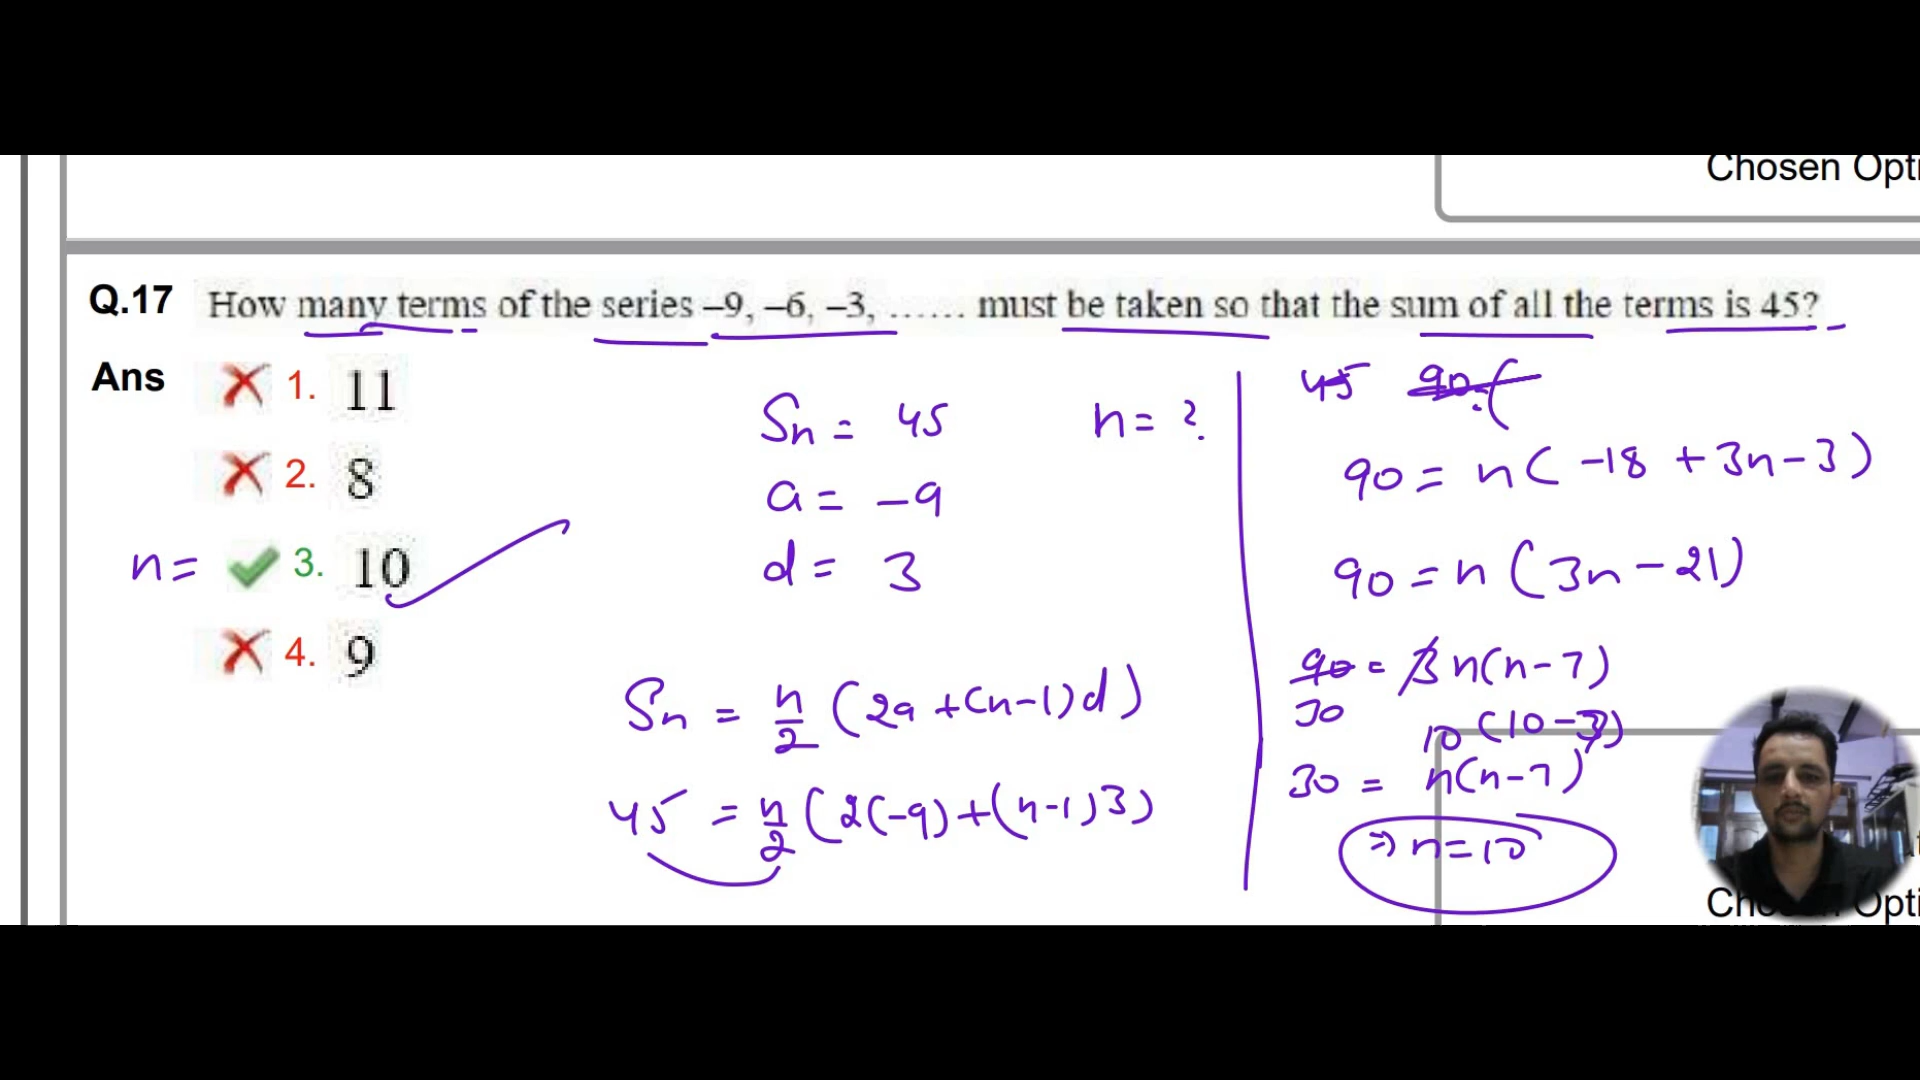 Chosen Opti
Q.17 How many terms of the series –9, –6, –3, ...... must be taken so that the sum of all the terms is 45?
Ans
1. 11
2. 8
n = 3. 10
4. 9
Sn = 45 n = ?
a = -9
d = 3
Sn = n/2 (2a + (n-1)d)
45 = n/2 (2(-9) + (n-1)3)
45 90 = (
90 = n( -18 + 3n - 3)
90 = n (3n - 21)
90 = 3 n(n-7)
30
10 (10-7)
30 = n(n-7)
⇒ n = 10